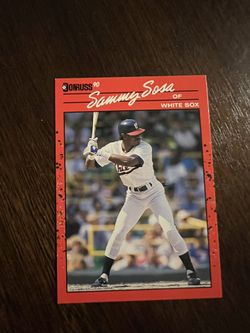 DONRUSS '90
Sammy Sosa
OF
WHITE SOX